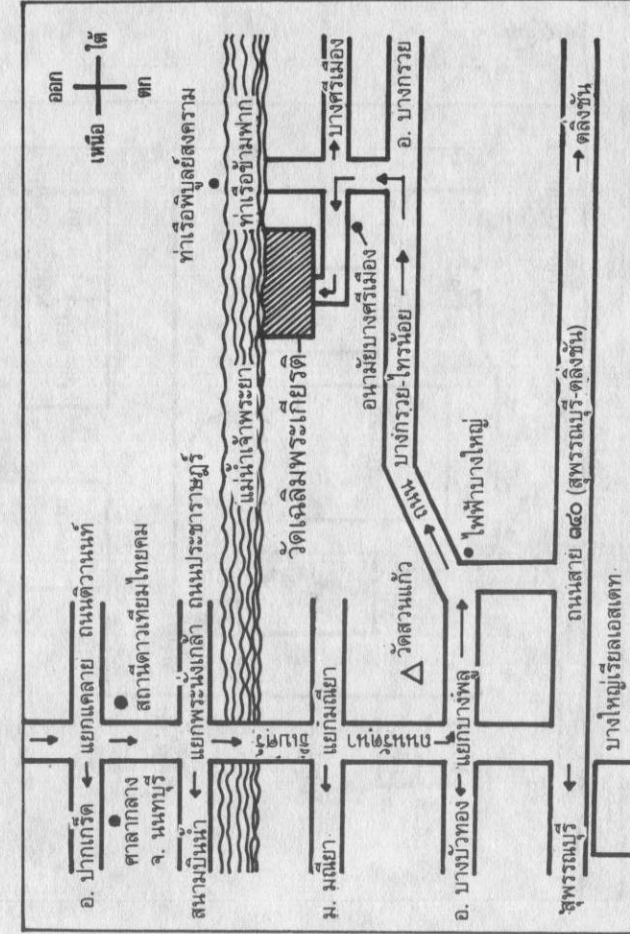 ออก
ใต้
เหนือ
ตก
อ. ปากเกร็ด
แยกแคลาย
ถนนติวานนท์
ศาลากลาง
จ. นนทบุรี
สถานีดาวเทียมไทยคม
สนามบินน้ำ
แยกพระนั่งเกล้า
ถนนประชาราษฎร์
ท่าเรือพิบูลย์สงคราม
แม่น้ำเจ้าพระยา
ท่าเรือข้ามฟาก
วัดเฉลิมพระเกียรติ
ม. มณียา
แยกมณียา
บางศรีเมือง
อนามัยบางศรีเมือง
ถนนรัตนา
วัดสวนแก้ว
ถนน บางกรวย-ไทรน้อย
อ. บางกรวย
อ. บางบัวทอง
แยกบางพลู
ไฟฟ้าบางใหญ่
สุพรรณบุรี
ถนนสาย ๓๔๐ (สุพรรณบุรี-ตลิ่งชัน)
ตลิ่งชัน
บางใหญ่เรียลเอสเตท